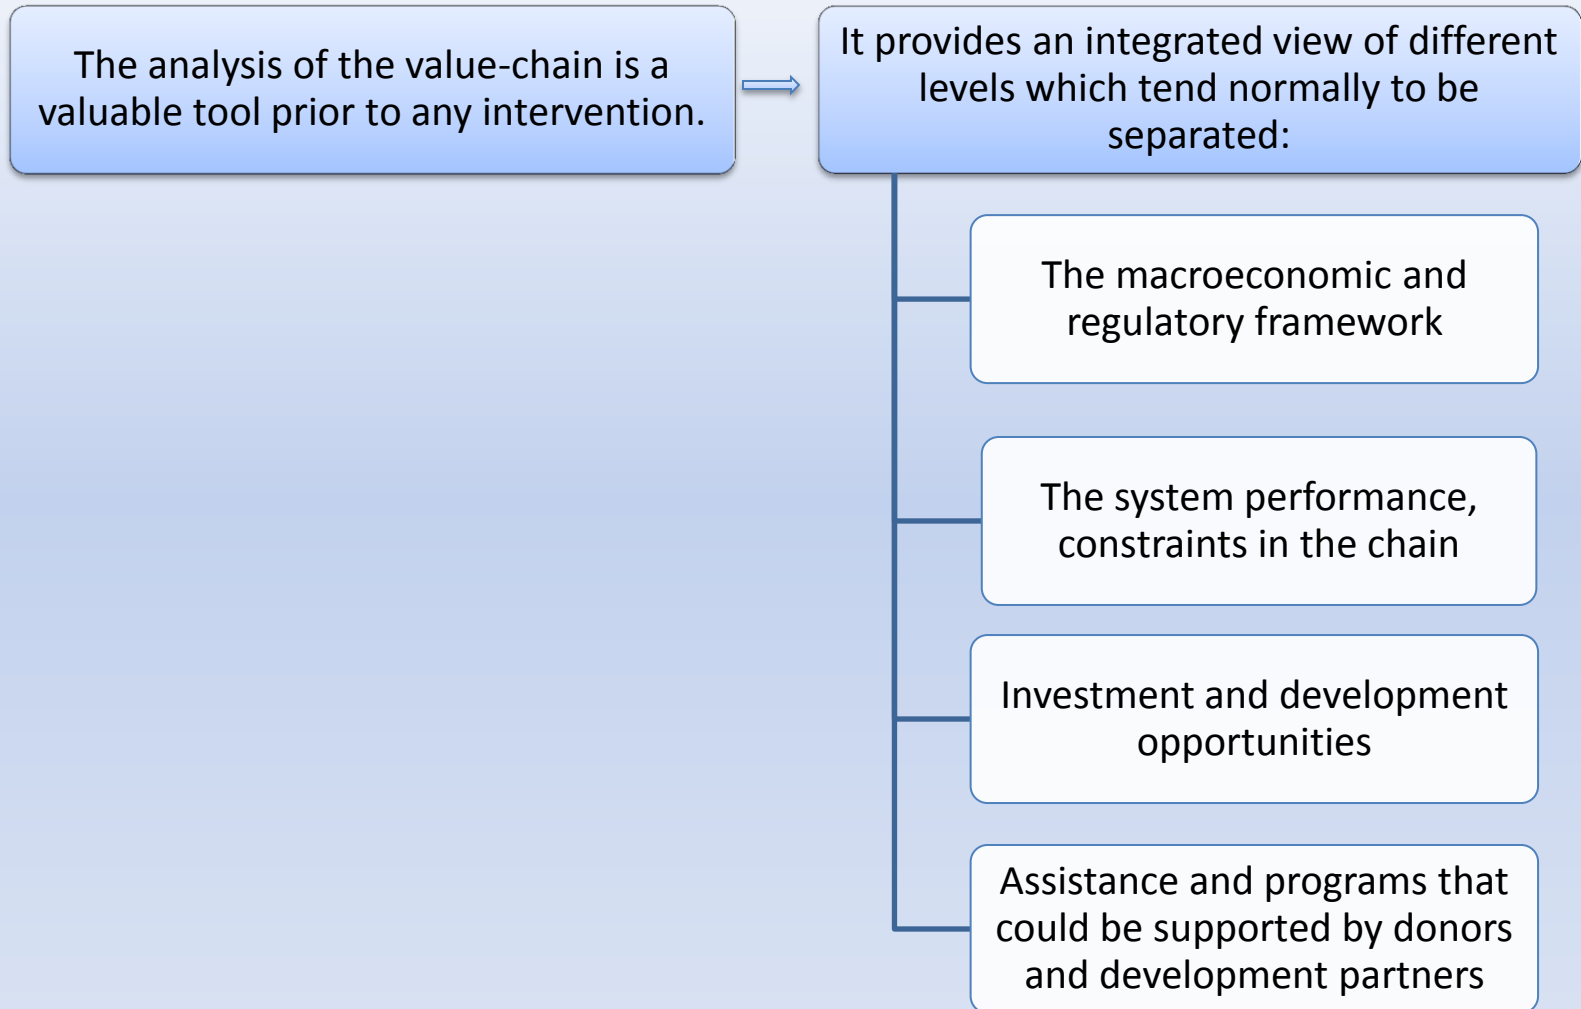 The analysis of the value-chain is a
valuable tool prior to any intervention.
It provides an integrated view of different
levels which tend normally to be
separated:
The macroeconomic and
regulatory framework
The system performance,
constraints in the chain
Investment and development
opportunities
Assistance and programs that
could be supported by donors
and development partners